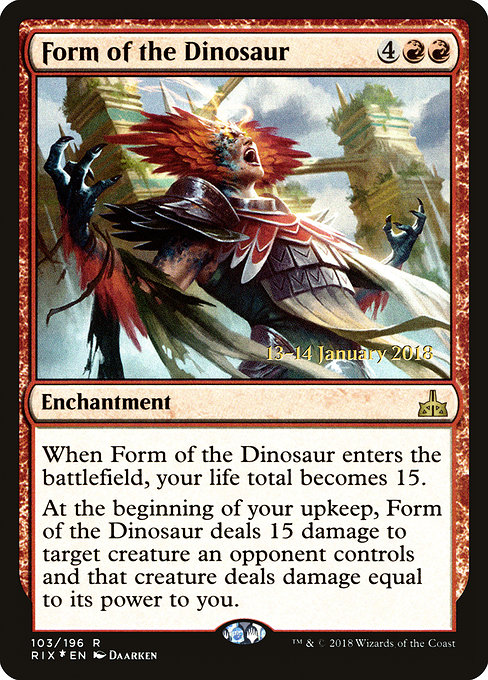 Form of the Dinosaur 4
13-14 January 2018
Enchantment
When Form of the Dinosaur enters the
battlefield, your life total becomes 15.
At the beginning of your upkeep, Form
of the Dinosaur deals 15 damage to
target creature an opponent controls
and that creature deals damage equal
to its power to you.
103/196 R
RIX★EN Daarken
™ & © 2018 Wizards of the Coast